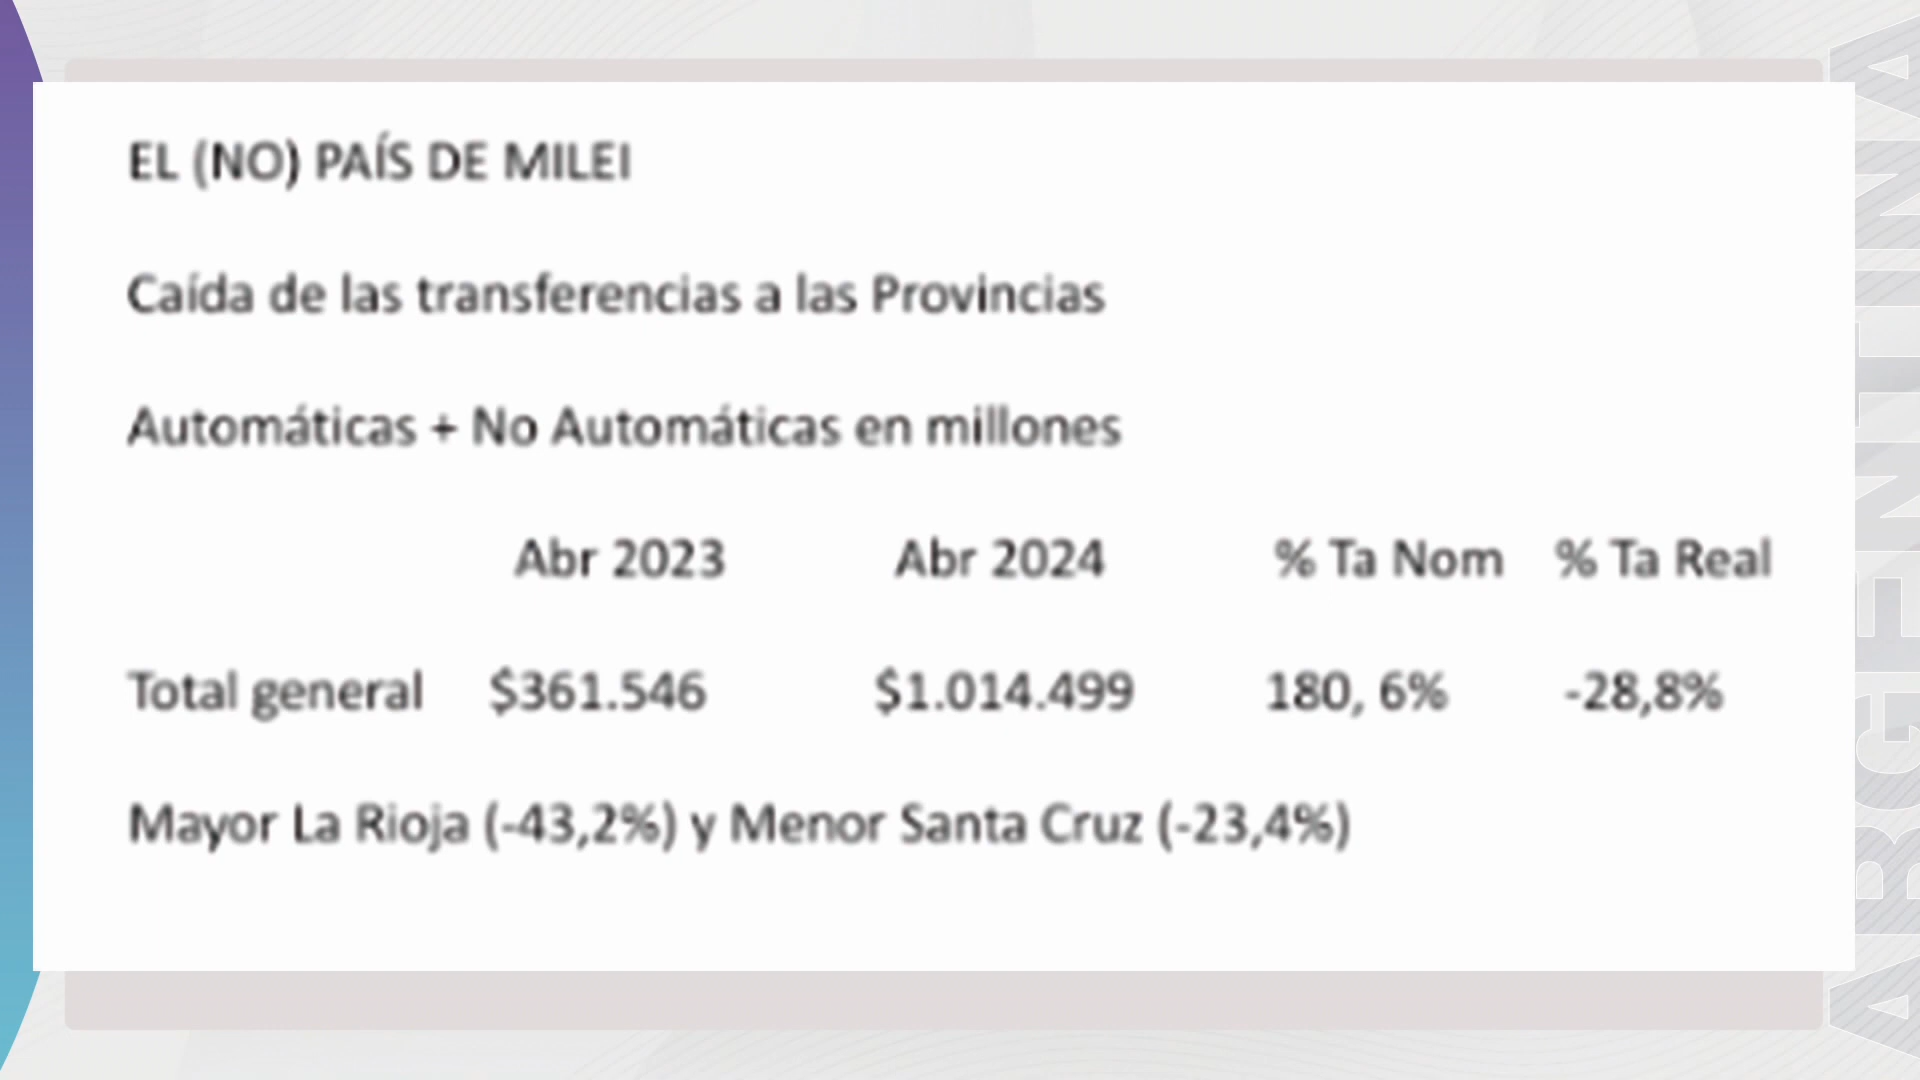 EL (NO) PAÍS DE MILEI
Caída de las transferencias a las Provincias
Automáticas + No Automáticas en millones
Abr 2023 Abr 2024 % Ta Nom % Ta Real
Total general $361.546 $1.014.499 180, 6% -28,8%
Mayor La Rioja (-43,2%) y Menor Santa Cruz (-23,4%)
ARGENTINA